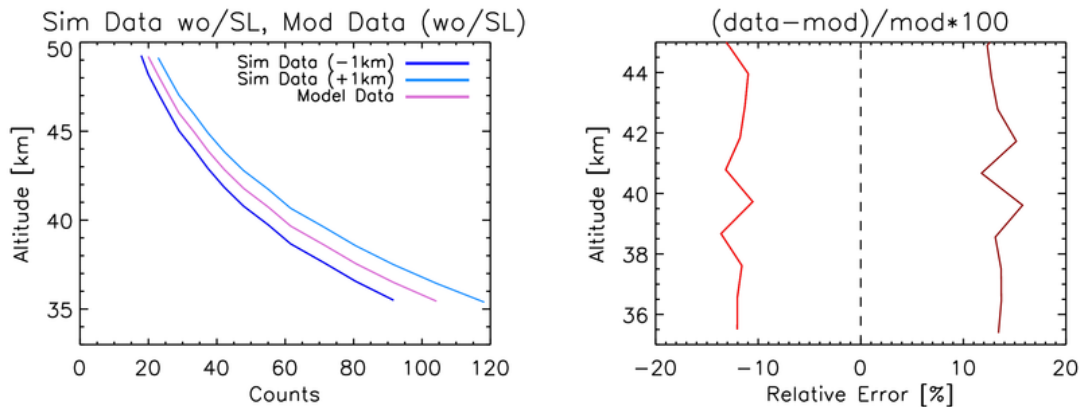 Sim Data wo/SL, Mod Data (wo/SL)
50
45
40
35
Altitude [km]
Sim Data (-1km)
Sim Data (+1km)
Model Data
0 20 40 60 80 100 120
Counts
(data-mod)/mod*100
44
42
40
38
36
Altitude [km]
-20 -10 0 10 20
Relative Error [%]